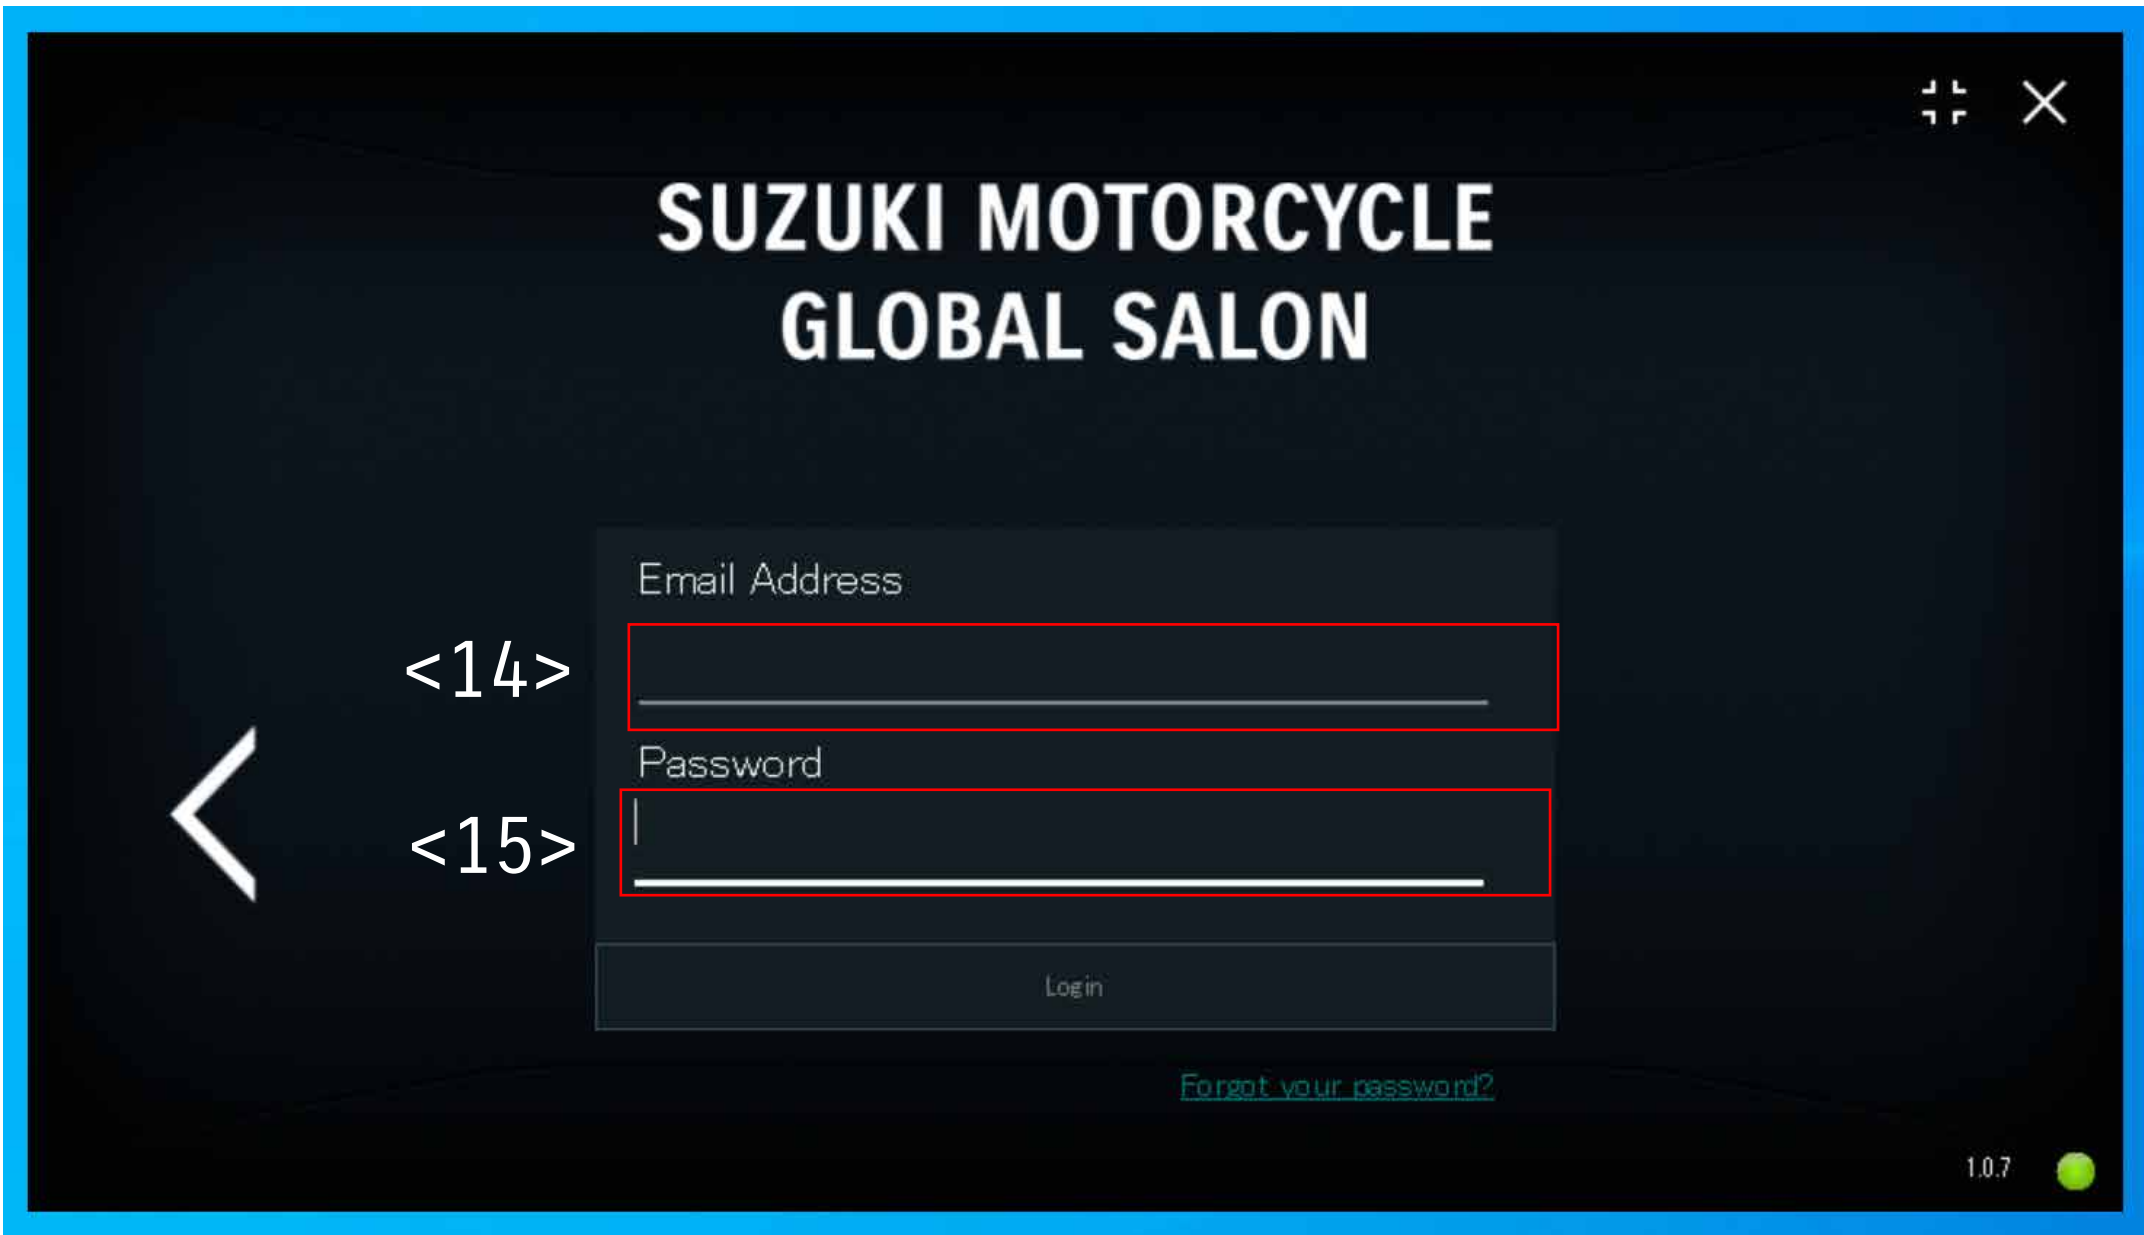 SUZUKI MOTORCYCLE
GLOBAL SALON
Email Address
<14>
Password
<15>
Login
Forgot your password?
1.0.7